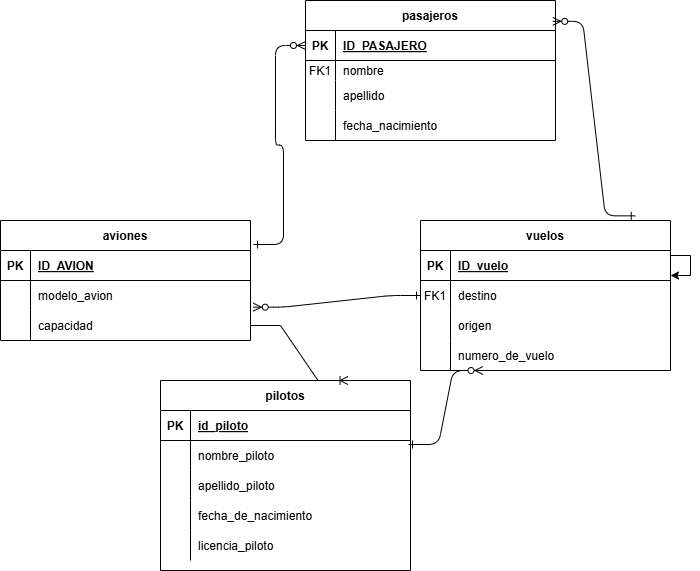 pasajeros
PK ID_PASAJERO
FK1 nombre
apellido
fecha_nacimiento
aviones
PK ID_AVION
modelo_avion
capacidad
vuelos
PK ID_vuelo
FK1 destino
origen
numero_de_vuelo
pilotos
PK id_piloto
nombre_piloto
apellido_piloto
fecha_de_nacimiento
licencia_piloto